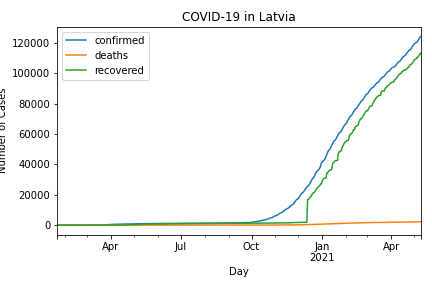 COVID-19 in Latvia
confirmed
deaths
recovered
120000
100000
80000
60000
40000
20000
0
Number of Cases
Apr
Jul
Oct
Jan
2021
Apr
Day